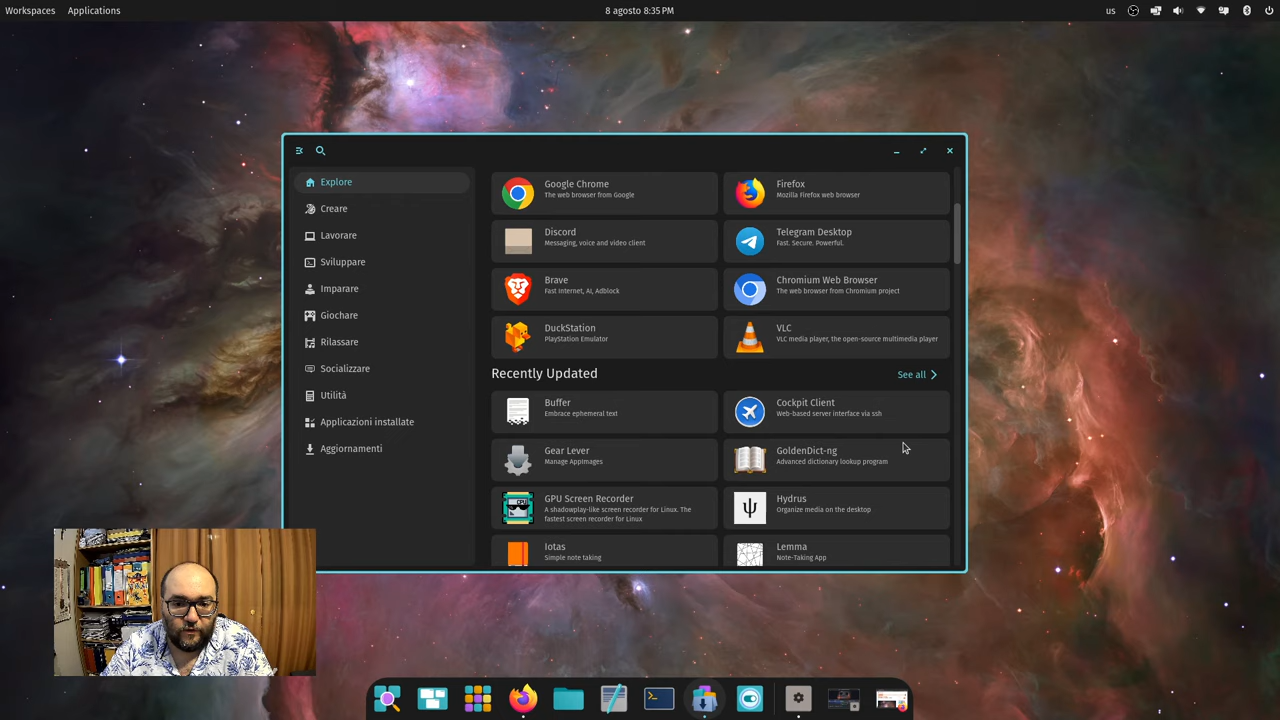 Workspaces
Applications
8 agosto 8:35 PM
us
Explore
Creare
Lavorare
Sviluppare
Imparare
Giochare
Rilassare
Socializzare
Utilità
Applicazioni installate
Aggiornamenti
Google Chrome
The web browser from Google
Firefox
Mozilla Firefox web browser
Discord
Messaging, voice and video client
Telegram Desktop
Fast. Secure. Powerful.
Brave
Fast Internet, AI, Adblock
Chromium Web Browser
The web browser from Chromium project
DuckStation
PlayStation Emulator
VLC
VLC media player, the open-source multimedia player
Recently Updated
See all
Buffer
Embrace ephemeral text
Cockpit Client
Web-based server interface via ssh
Gear Lever
Manage AppImages
GoldenDict-ng
Advanced dictionary lookup program
GPU Screen Recorder
A shadowplay-like screen recorder for Linux. The
fastest screen recorder for Linux
Hydrus
Organize media on the desktop
Iotas
Simple note taking
Lemma
Note-Taking App